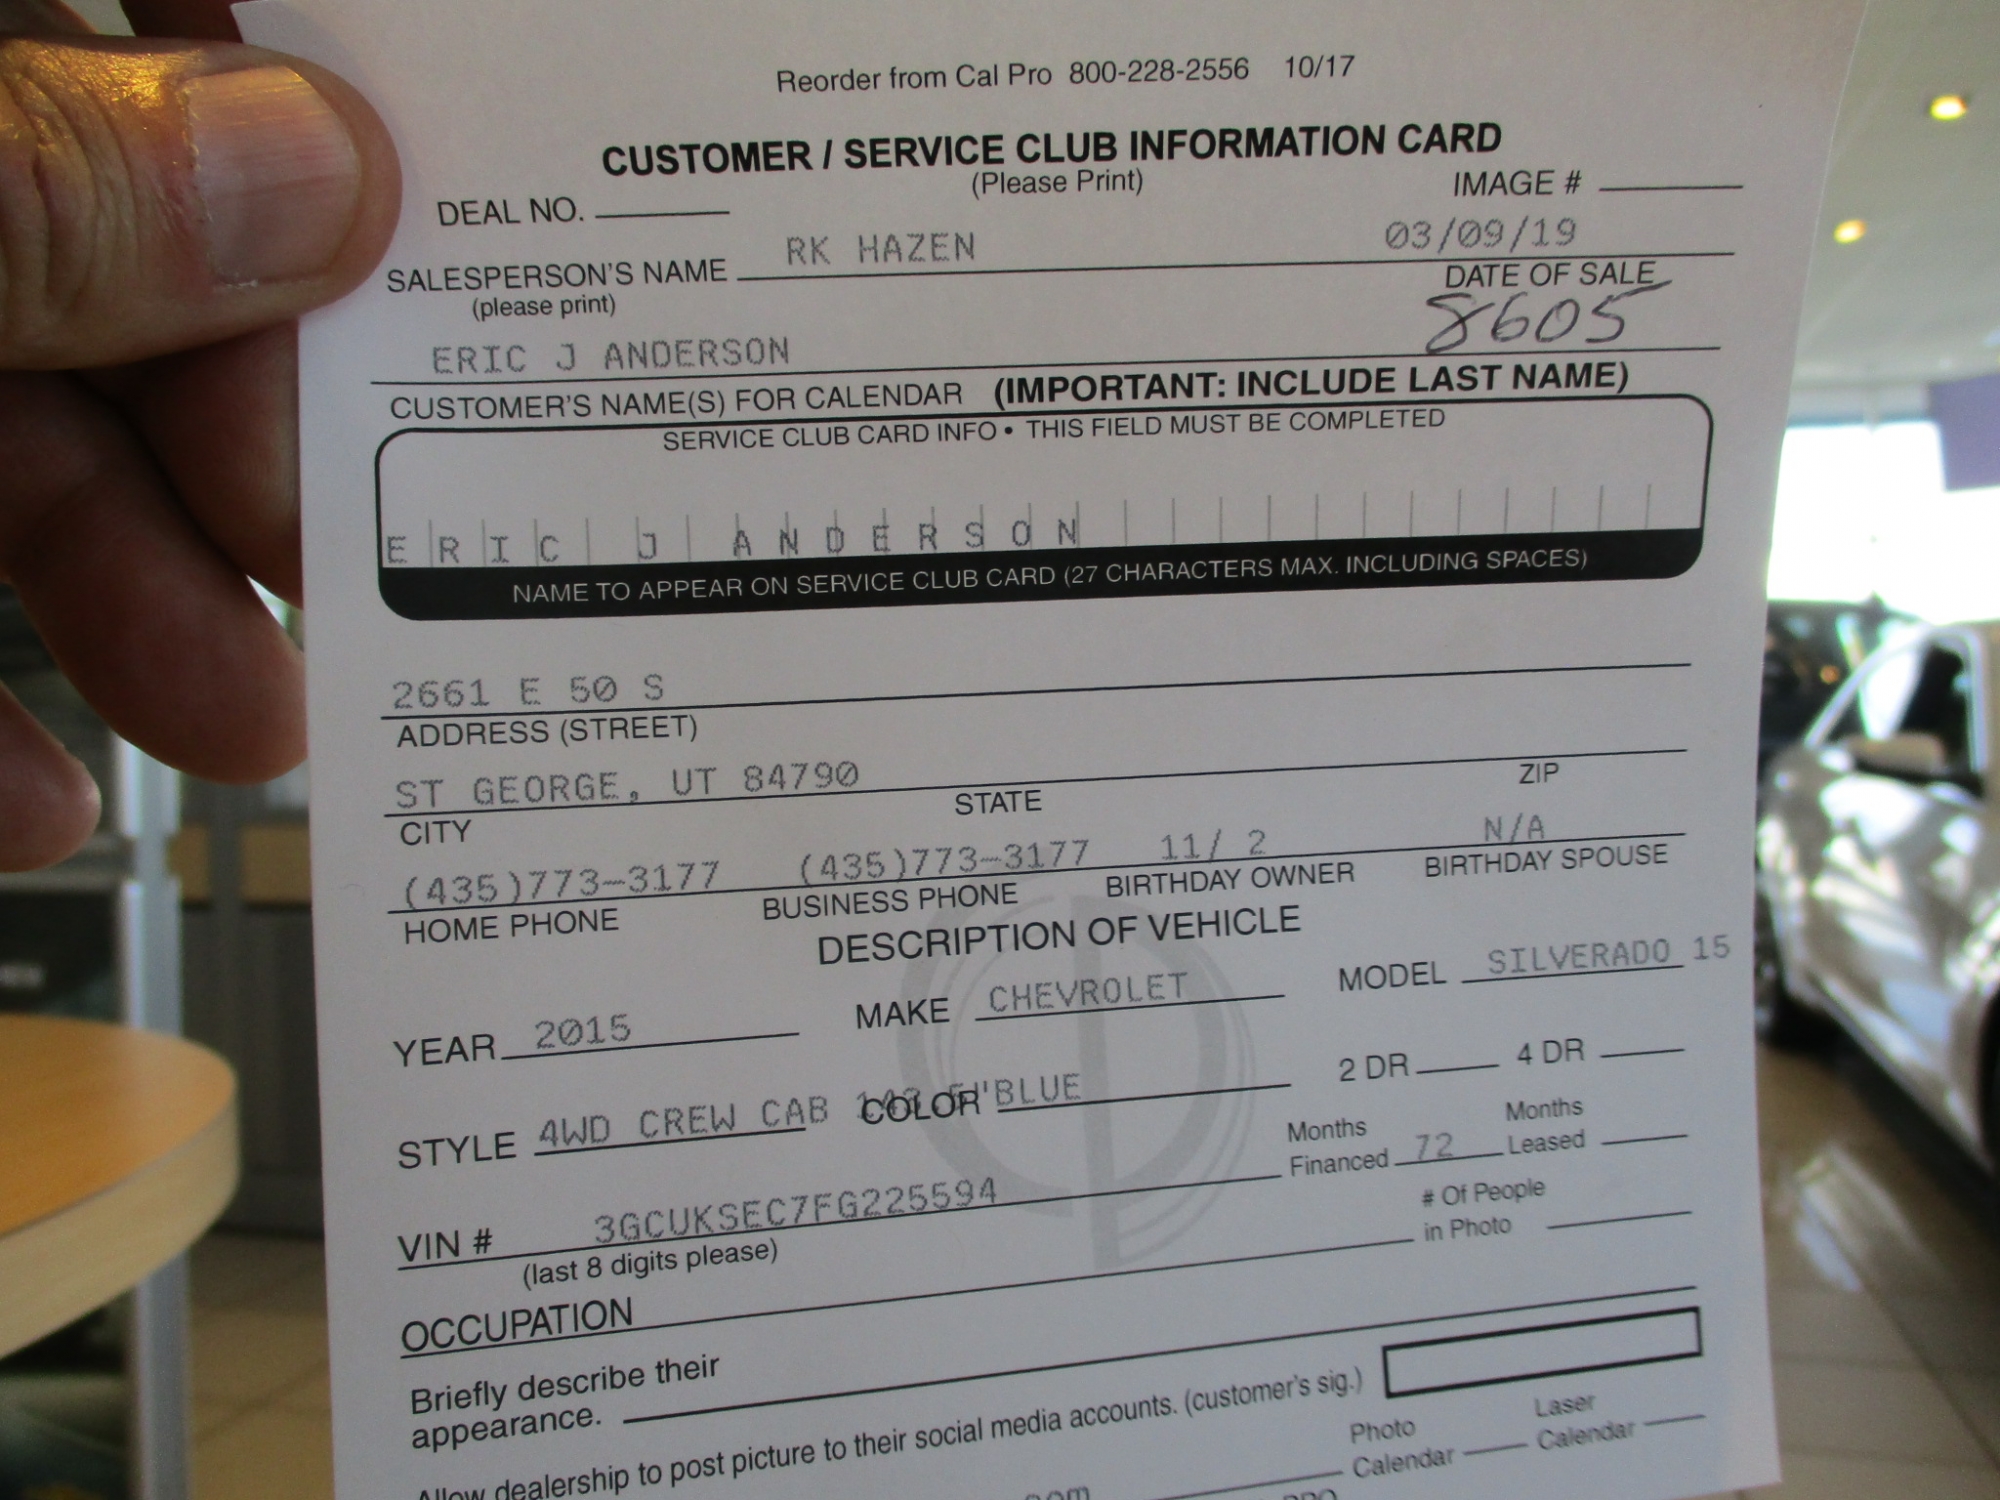 Reorder from Cal Pro 800-228-2556 10/17
CUSTOMER / SERVICE CLUB INFORMATION CARD
(Please Print)
DEAL NO. IMAGE #
RK HAZEN 03/09/19
SALESPERSON'S NAME DATE OF SALE
(please print) 8605
ERIC J ANDERSON
CUSTOMER'S NAME(S) FOR CALENDAR (IMPORTANT: INCLUDE LAST NAME)
SERVICE CLUB CARD INFO • THIS FIELD MUST BE COMPLETED
ERIC J ANDERSON
NAME TO APPEAR ON SERVICE CLUB CARD (27 CHARACTERS MAX. INCLUDING SPACES)
2661 E 50 S
ADDRESS (STREET)
ST GEORGE, UT 84790
CITY STATE ZIP
(435)773-3177 (435)773-3177 11/ 2 N/A
HOME PHONE BUSINESS PHONE BIRTHDAY OWNER BIRTHDAY SPOUSE
DESCRIPTION OF VEHICLE
YEAR 2015 MAKE CHEVROLET MODEL SILVERADO 15
STYLE 4WD CREW CAB COLOR BLUE 2 DR 4 DR
VIN # 3GCUKSEC7FG225594 Months Financed 72 Months Leased
(last 8 digits please) # Of People in Photo
OCCUPATION
Briefly describe their
appearance.
Allow dealership to post picture to their social media accounts. (customer's sig.)
Photo Calendar Laser Calendar